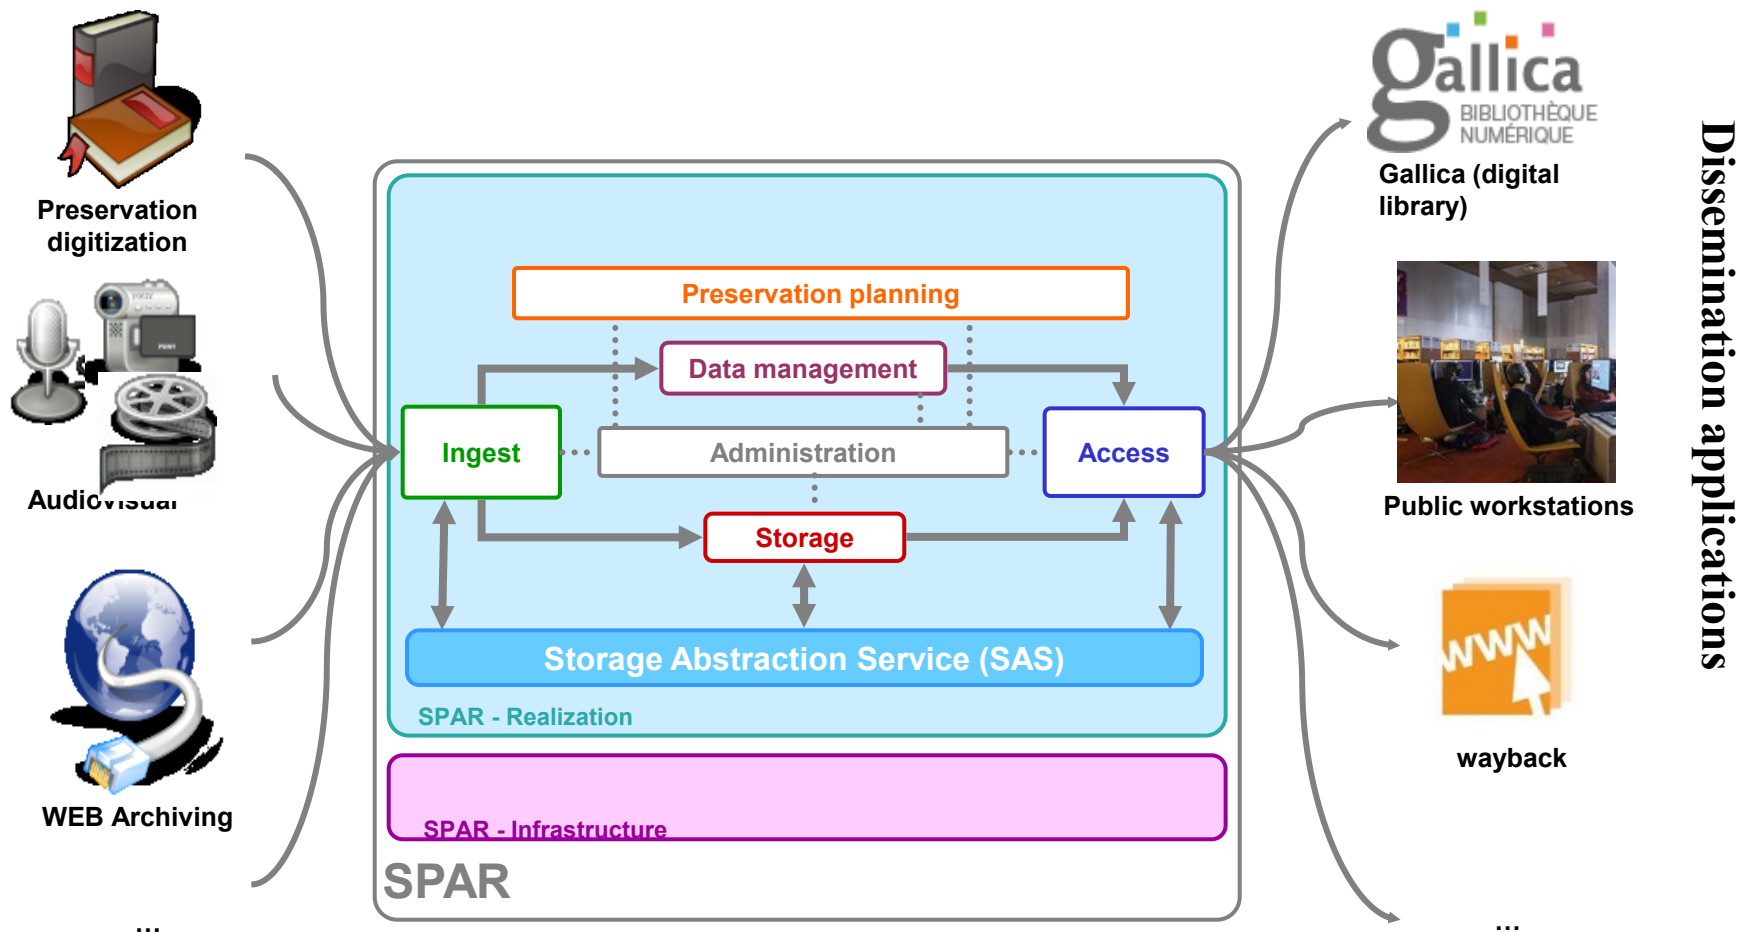 Preservation
digitization
Audiovisual
WEB Archiving
...
Preservation planning
Data management
Ingest
Administration
Access
Storage
Storage Abstraction Service (SAS)
SPAR - Realization
SPAR - Infrastructure
SPAR
gallica
BIBLIOTHÈQUE
NUMÉRIQUE
Gallica (digital
library)
Public workstations
www
wayback
...
Dissemination applications